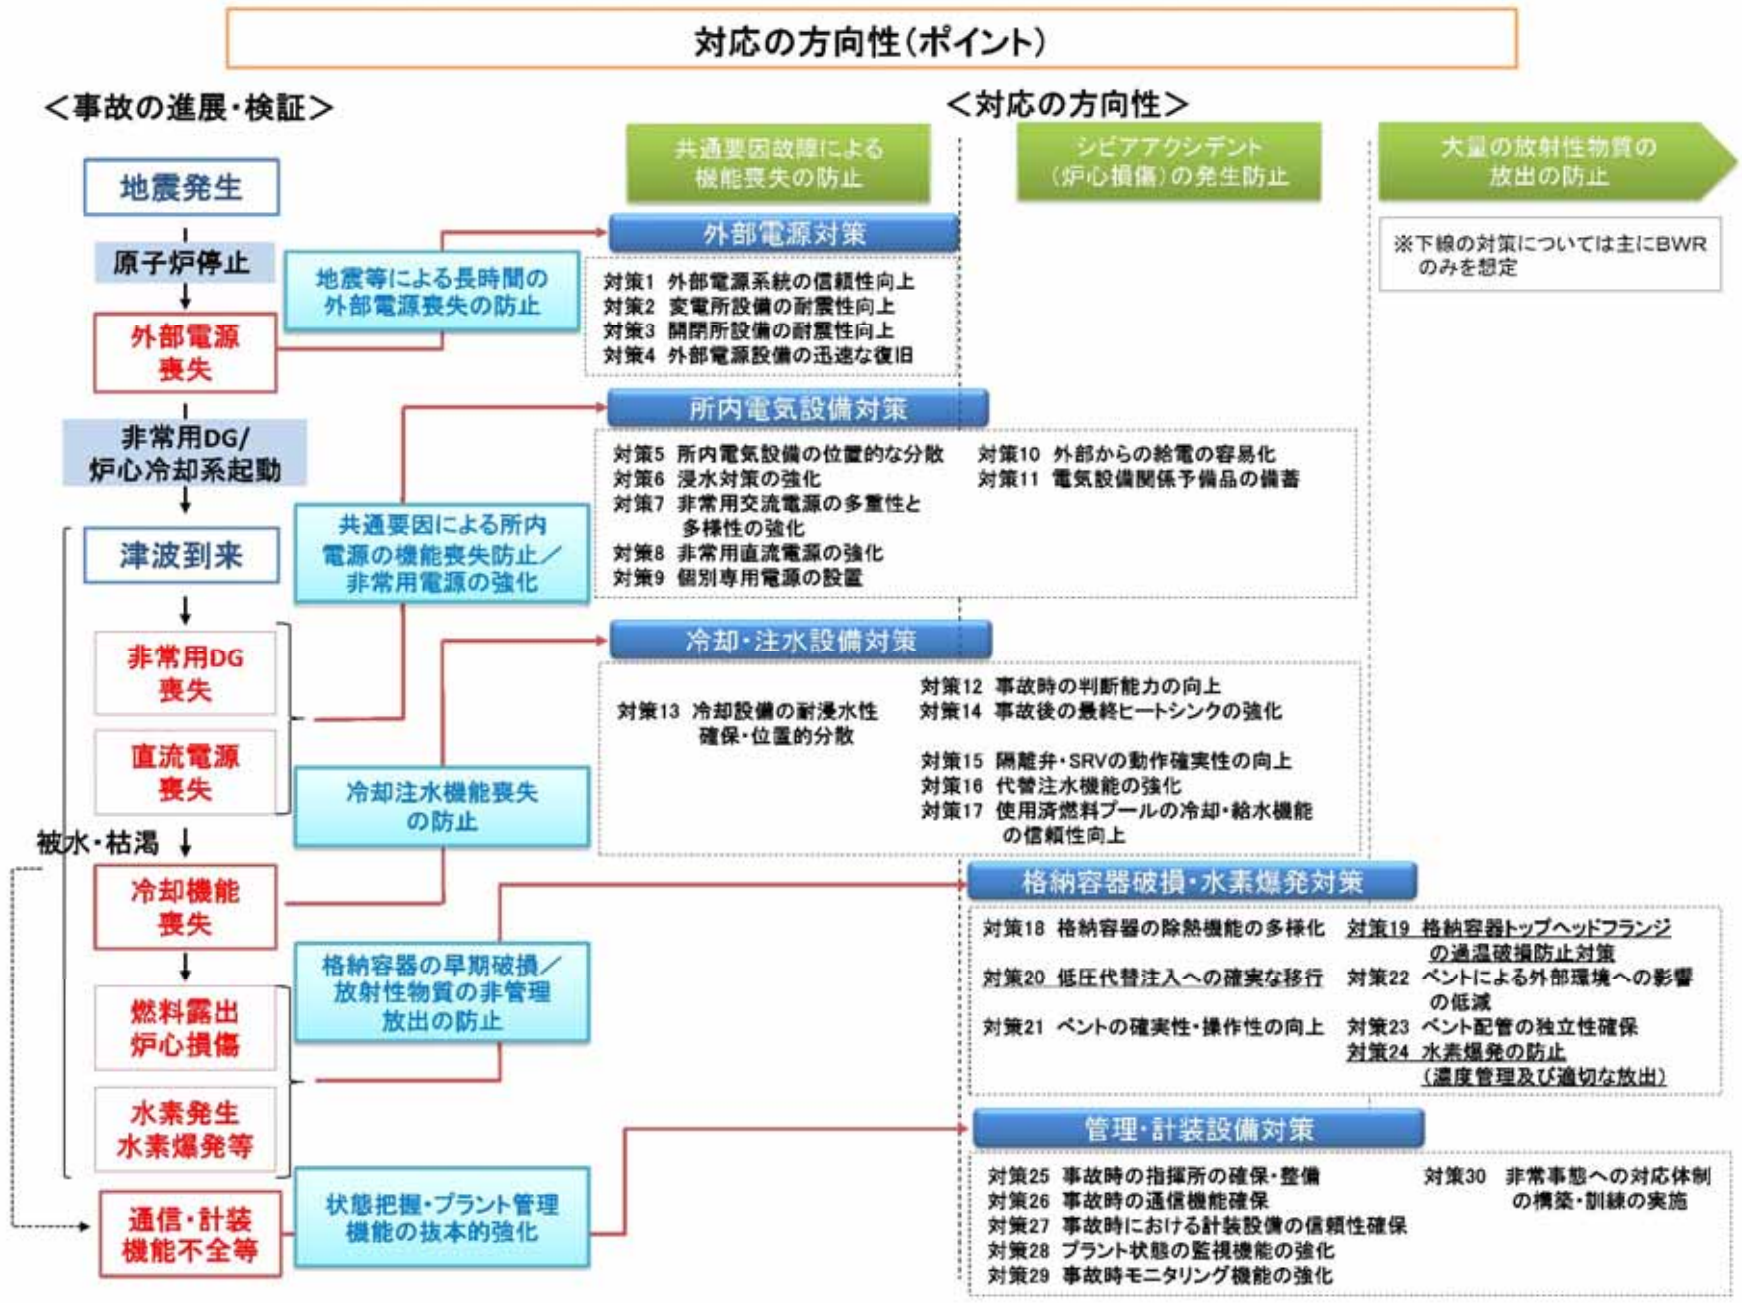 対応の方向性(ポイント)
<事故の進展・検証>
<対応の方向性>
共通要因故障による
機能喪失の防止
シビアアクシデント
(炉心損傷)の発生防止
大量の放射性物質の
放出の防止
※下線の対策については主にBWR
のみを想定
地震発生
原子炉停止
外部電源
喪失
非常用DG/
炉心冷却系起動
津波到来
非常用DG
喪失
直流電源
喪失
被水・枯渇
冷却機能
喪失
燃料露出
炉心損傷
水素発生
水素爆発等
通信・計装
機能不全等
地震等による長時間の
外部電源喪失の防止
共通要因による所内
電源の機能喪失防止/
非常用電源の強化
冷却注水機能喪失
の防止
格納容器の早期破損/
放射性物質の非管理
放出の防止
状態把握・プラント管理
機能の抜本的強化
外部電源対策
対策1 外部電源系統の信頼性向上
対策2 変電所設備の耐震性向上
対策3 開閉所設備の耐震性向上
対策4 外部電源設備の迅速な復旧
所内電気設備対策
対策5 所内電気設備の位置的な分散
対策6 浸水対策の強化
対策7 非常用交流電源の多重性と
多様性の強化
対策8 非常用直流電源の強化
対策9 個別専用電源の設置
対策10 外部からの給電の容易化
対策11 電気設備関係予備品の備蓄
冷却・注水設備対策
対策13 冷却設備の耐浸水性
確保・位置的分散
対策12 事故時の判断能力の向上
対策14 事故後の最終ヒートシンクの強化
対策15 隔離弁・SRVの動作確実性の向上
対策16 代替注水機能の強化
対策17 使用済燃料プールの冷却・給水機能
の信頼性向上
格納容器破損・水素爆発対策
対策18 格納容器の除熱機能の多様化
対策20 低圧代替注入への確実な移行
対策21 ベントの確実性・操作性の向上
対策19 格納容器トップヘッドフランジ
の過温破損防止対策
対策22 ベントによる外部環境への影響
の低減
対策23 ベント配管の独立性確保
対策24 水素爆発の防止
(濃度管理及び適切な放出)
管理・計装設備対策
対策25 事故時の指揮所の確保・整備
対策26 事故時の通信機能確保
対策27 事故時における計装設備の信頼性確保
対策28 プラント状態の監視機能の強化
対策29 事故時モニタリング機能の強化
対策30 非常事態への対応体制
の構築・訓練の実施